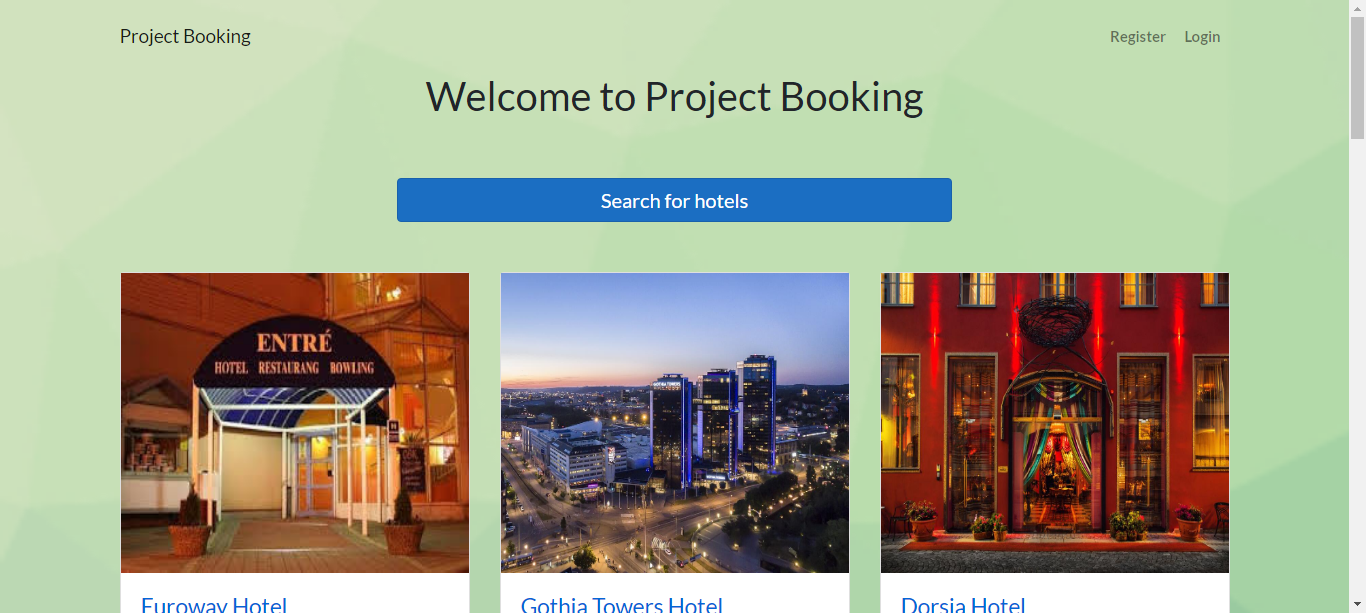 Project Booking
Register Login
Welcome to Project Booking
Search for hotels
ENTRÉ
HOTEL RESTAURANG BOWLING
GOTHIA TOWERS
Euroway Hotel
Gothia Towers Hotel
Dorsia Hotel